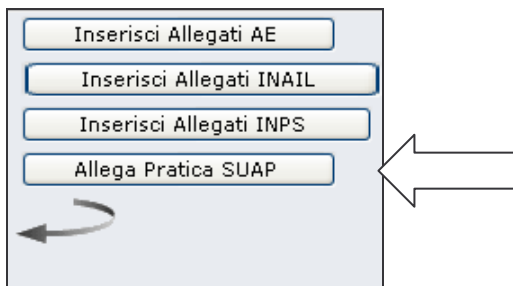 Inserisci Allegati AE
Inserisci Allegati INAIL
Inserisci Allegati INPS
Allega Pratica SUAP